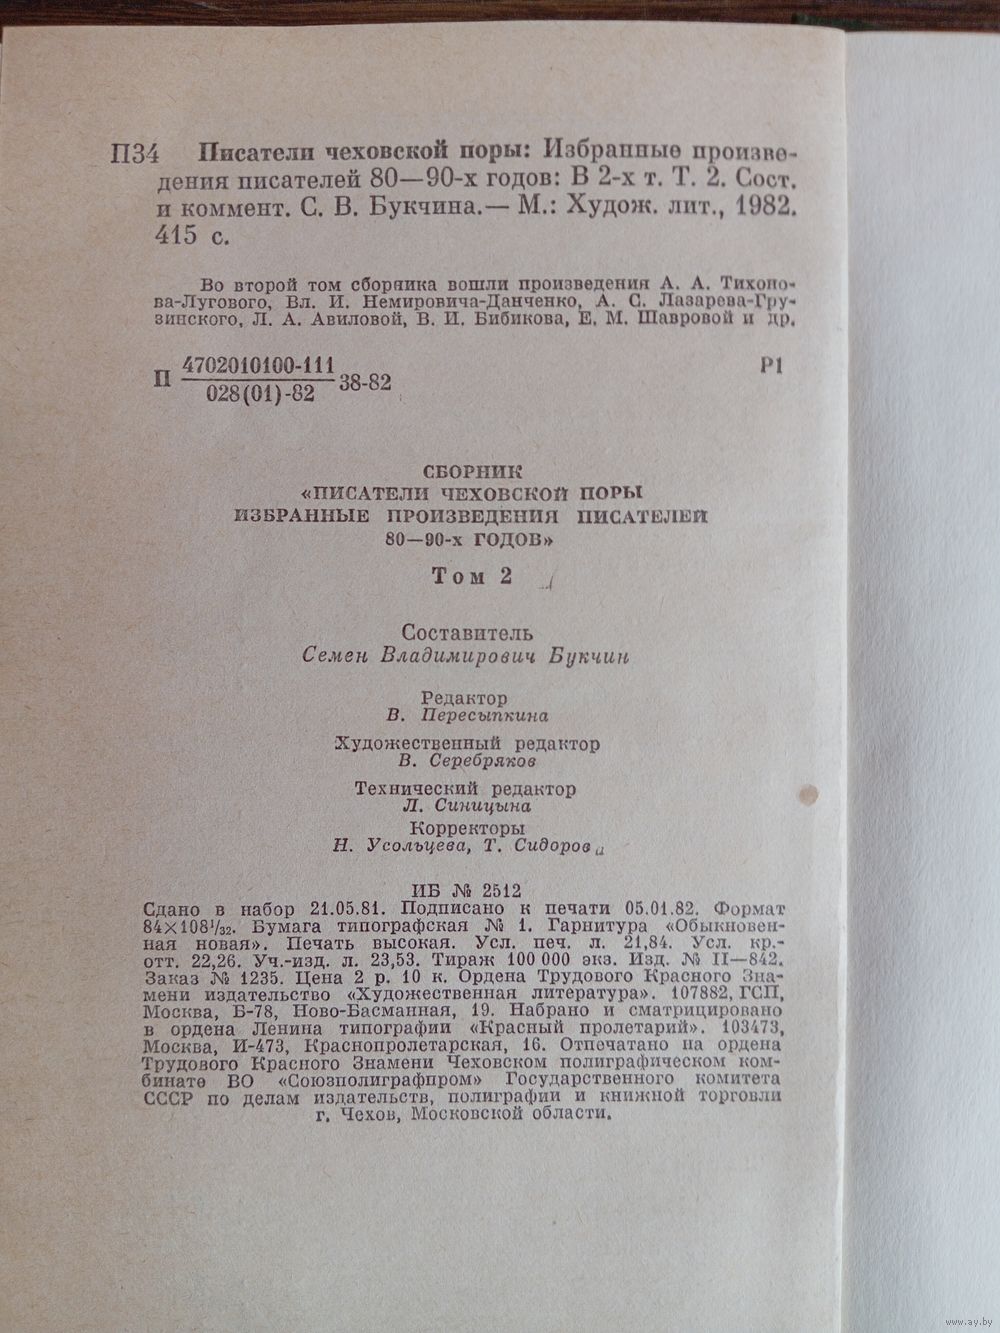 П34 Писатели чеховской поры: Избранные произве-
дения писателей 80—90-х годов: В 2-х т. Т. 2. Сост.
и коммент. С. В. Букчина.— М.: Худож. лит., 1982.
415 с.
Во второй том сборника вошли произведения А. А. Тихоно-
ва-Лугового, Вл. И. Немировича-Данченко, А. С. Лазарева-Гру-
зинского, Л. А. Авиловой, В. И. Бибикова, Е. М. Шавровой и др.
П 4702010100-111 Р1
028(01)-82 38-82
СБОРНИК
«ПИСАТЕЛИ ЧЕХОВСКОЙ ПОРЫ
ИЗБРАННЫЕ ПРОИЗВЕДЕНИЯ ПИСАТЕЛЕЙ
80—90-х ГОДОВ»
Том 2
Составитель
Семен Владимирович Букчин
Редактор
В. Пересыпкина
Художественный редактор
В. Серебряков
Технический редактор
Л. Синицына
Корректоры
Н. Усольцева, Т. Сидорова
ИБ № 2512
Сдано в набор 21.05.81. Подписано к печати 05.01.82. Формат
84×108¹/₃₂. Бумага типографская № 1. Гарнитура «Обыкновен-
ная новая». Печать высокая. Усл. печ. л. 21,84. Усл. кр.-
отт. 22,26. Уч.-изд. л. 23,53. Тираж 100 000 экз. Изд. № II—842.
Заказ № 1235. Цена 2 р. 10 к. Ордена Трудового Красного Зна-
мени издательство «Художественная литература». 107882, ГСП,
Москва, Б-78, Ново-Басманная, 19. Набрано и сматрицировано
в ордена Ленина типографии «Красный пролетарий». 103473,
Москва, И-473, Краснопролетарская, 16. Отпечатано на ордена
Трудового Красного Знамени Чеховском полиграфическом ком-
бинате ВО «Союзполиграфпром» Государственного комитета
СССР по делам издательств, полиграфии и книжной торговли
г. Чехов, Московской области.
www.ay.by